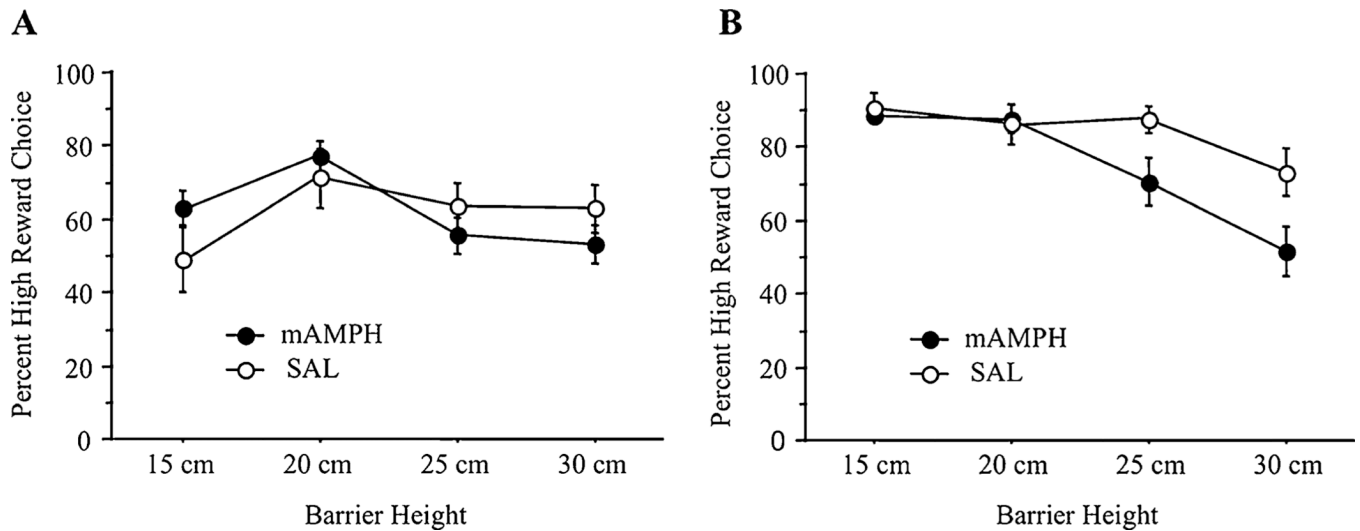 A
Percent High Reward Choice
100
80
60
40
20
0
mAMPH
SAL
15 cm
20 cm
25 cm
30 cm
Barrier Height
B
Percent High Reward Choice
100
80
60
40
20
0
mAMPH
SAL
15 cm
20 cm
25 cm
30 cm
Barrier Height